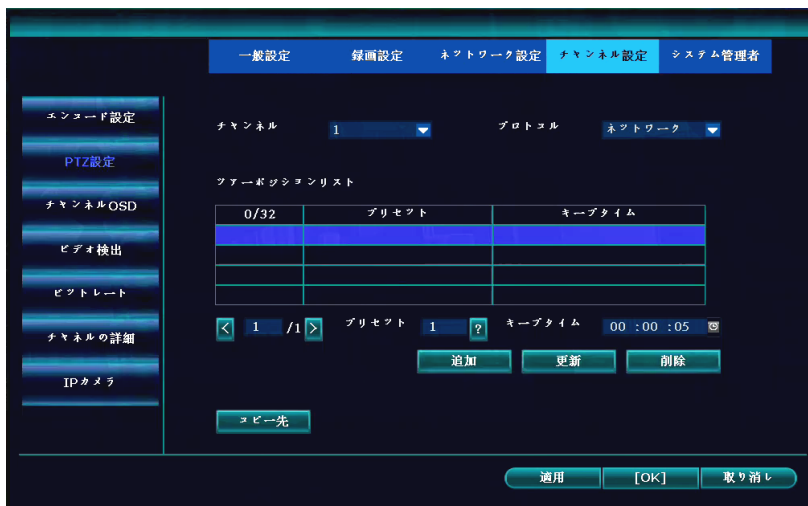 一般設定 録画設定 ネットワーク設定 チャンネル設定 システム管理者
エンコード設定
チャンネル 1 プロトコル ネットワーク
PTZ設定
ツアーポジションリスト
チャンネルOSD
0/32 プリセット キープタイム
ビデオ検出
ビットレート
< 1 /1 > プリセット 1 ? キープタイム 00 :00 :05
チャネルの詳細
追加 更新 削除
IPカメラ
コピー先
適用 [OK] 取り消し